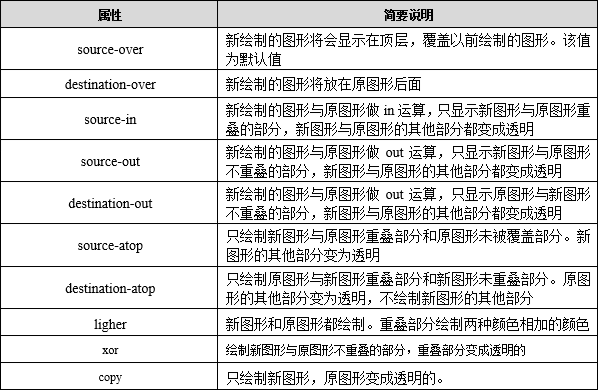 属性 简要说明
source-over 新绘制的图形将会显示在顶层，覆盖以前绘制的图形。该值
为默认值
destination-over 新绘制的图形将放在原图形后面
source-in 新绘制的图形与原图形做 in 运算，只显示新图形与原图形重
叠的部分，新图形与原图形的其他部分都变成透明
source-out 新绘制的图形与原图形做 out 运算，只显示新图形与原图形
不重叠的部分，新图形与原图形的其他部分都变成透明
destination-out 新绘制的图形与原图形做 out 运算，只显示原图形与新图形
不重叠的部分，新图形与原图形的其他部分都变成透明
source-atop 只绘制新图形与原图形重叠部分和原图形未被覆盖部分。新
图形的其他部分变为透明
destination-atop 只绘制原图形与新图形重叠部分和新图形未重叠部分。原图
形的其他部分变为透明，不绘制新图形的其他部分
ligher 新图形和原图形都绘制。重叠部分绘制两种颜色相加的颜色
xor 绘制新图形与原图形不重叠的部分，重叠部分变成透明的
copy 只绘制新图形，原图形变成透明的。